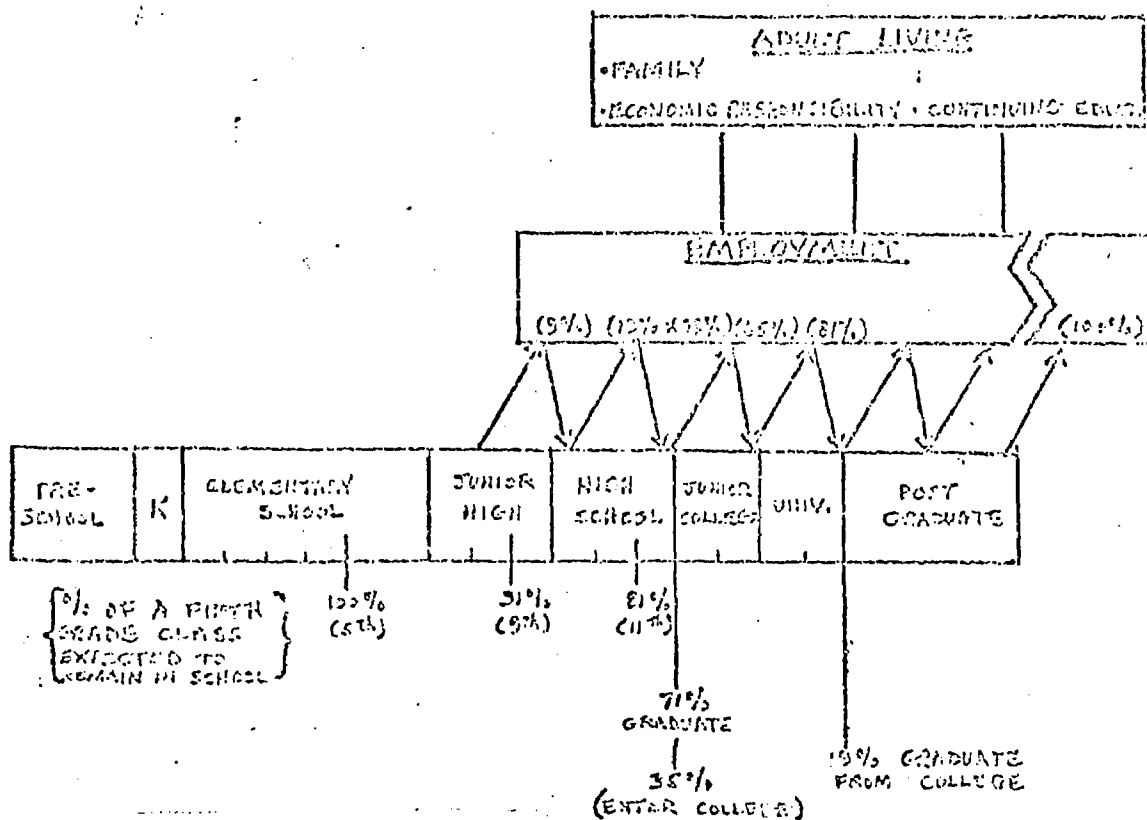 ADULT LIVING
•FAMILY
•ECONOMIC RESPONSIBILITY • CONTINUING EDUC.
EMPLOYMENT
(9%) (65%) (81%) (100%)
PRE-
SCHOOL
K
ELEMENTARY
SCHOOL
JUNIOR
HIGH
HIGH
SCHOOL
JUNIOR
COLLEGE
UNIV.
POST
GRADUATE
% OF A FIFTH
GRADE CLASS
EXPECTED TO
REMAIN IN SCHOOL
100%
(5th)
91%
(9th)
81%
(11th)
71%
GRADUATE
35%
(ENTER COLLEGE)
19% GRADUATE
FROM COLLEGE